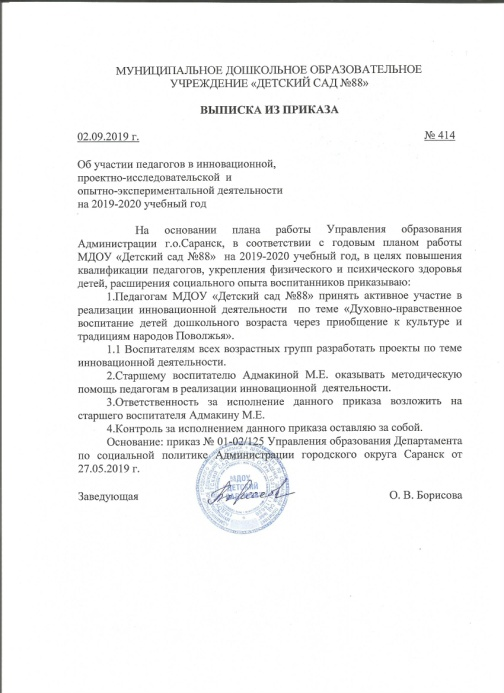 МУНИЦИПАЛЬНОЕ ДОШКОЛЬНОЕ ОБРАЗОВАТЕЛЬНОЕ
УЧРЕЖДЕНИЕ «ДЕТСКИЙ САД №88»
ВЫПИСКА ИЗ ПРИКАЗА
02.09.2019 г. № 414
Об участии педагогов в инновационной,
проектно-исследовательской и
опытно-экспериментальной деятельности
на 2019-2020 учебный год
На основании плана работы Управления образования
Администрации г.о.Саранск, в соответствии с годовым планом работы
МДОУ «Детский сад №88» на 2019-2020 учебный год, в целях повышения
квалификации педагогов, укрепления физического и психического здоровья
детей, расширения социального опыта воспитанников приказываю:
1.Педагогам МДОУ «Детский сад №88» принять активное участие в
реализации инновационной деятельности по теме «Духовно-нравственное
воспитание детей дошкольного возраста через приобщение к культуре и
традициям народов Поволжья».
1.1 Воспитателям всех возрастных групп разработать проекты по теме
инновационной деятельности.
2.Старшему воспитателю Адмакиной М.Е. оказывать методическую
помощь педагогам в реализации инновационной деятельности.
3.Ответственность за исполнение данного приказа возложить на
старшего воспитателя Адмакину М.Е.
4.Контроль за исполнением данного приказа оставляю за собой.
Основание: приказ № 01-02/125 Управления образования Департамента
по социальной политике Администрации городского округа Саранск от
27.05.2019 г.
МДОУ
ДЕТСКИЙ
Заведующая О. В. Борисова